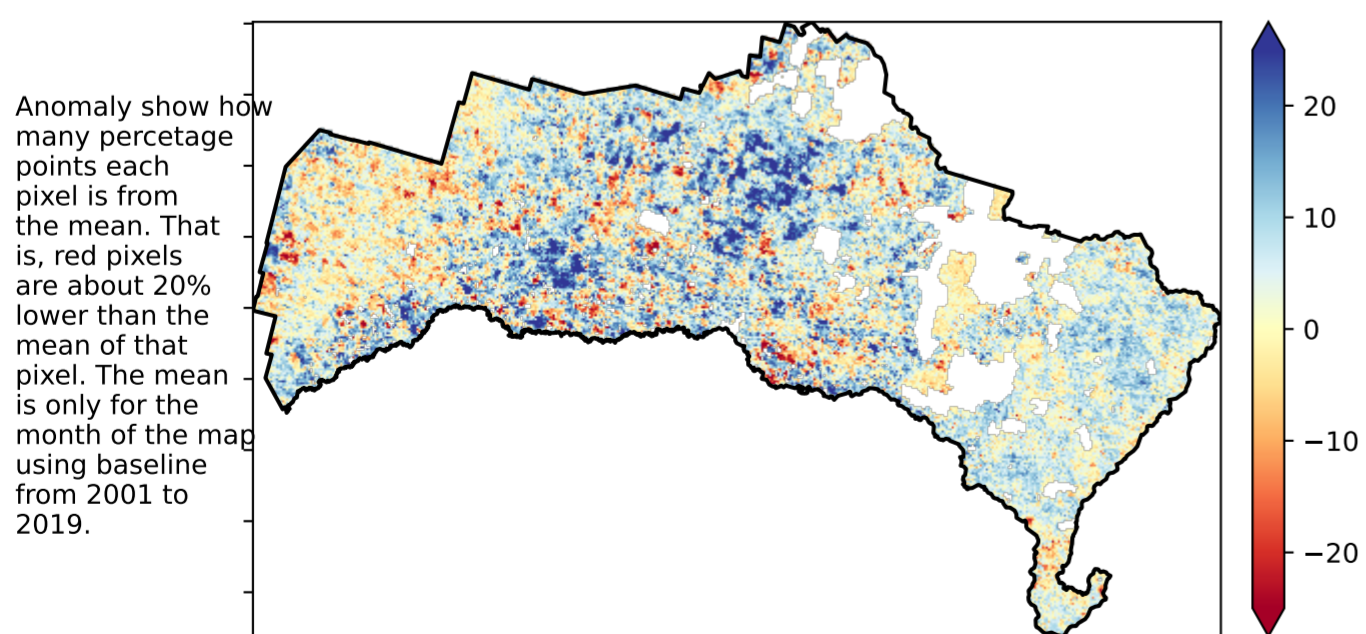 Anomaly show how
many percetage
points each
pixel is from
the mean. That
is, red pixels
are about 20%
lower than the
mean of that
pixel. The mean
is only for the
month of the map
using baseline
from 2001 to
2019.
20
10
0
−10
−20